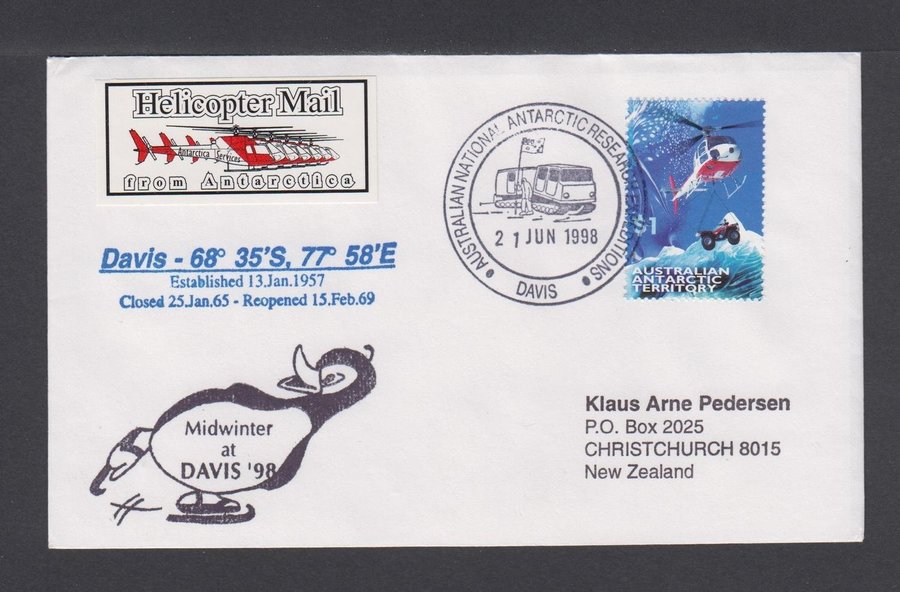 Helicopter Mail
Antarctica Services
from Antarctica
AUSTRALIAN NATIONAL ANTARCTIC RESEARCH EXPEDITIONS
21 JUN 1998
DAVIS
$1
AUSTRALIAN
ANTARCTIC
TERRITORY
Davis - 68° 35'S, 77° 58'E
Established 13.Jan.1957
Closed 25.Jan.65 - Reopened 15.Feb.69
Midwinter
at
DAVIS '98
Klaus Arne Pedersen
P.O. Box 2025
CHRISTCHURCH 8015
New Zealand